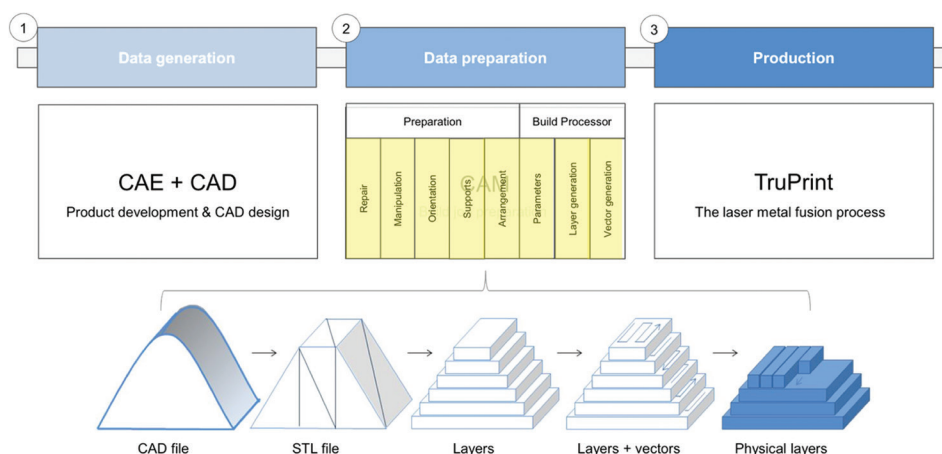 1
Data generation
2
Data preparation
3
Production
CAE + CAD
Product development & CAD design
Preparation
Build Processor
Repair
Manipulation
Orientation
Supports
Arrangement
Parameters
Layer generation
Vector generation
CAM
TruPrint
The laser metal fusion process
CAD file
STL file
Layers
Layers + vectors
Physical layers